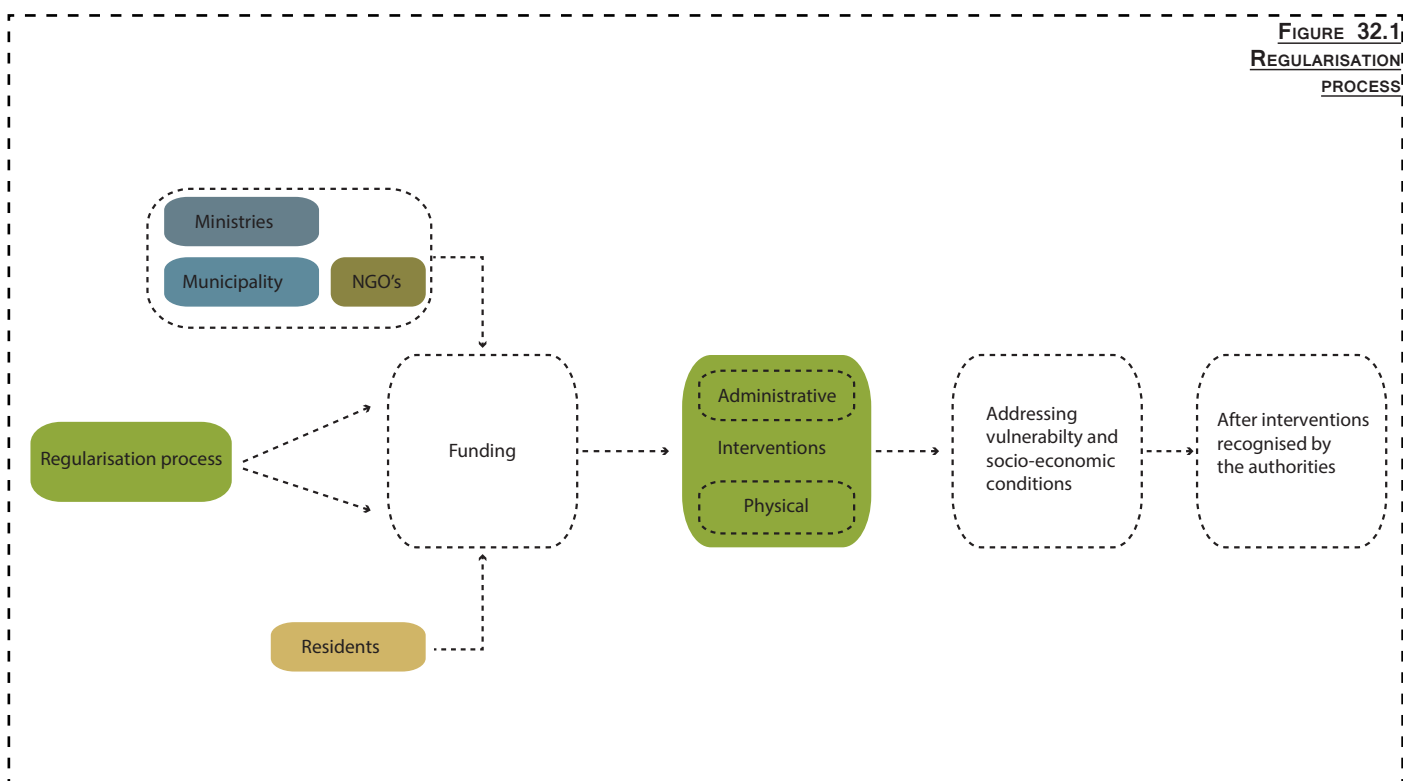 FIGURE 32.1
REGULARISATION
PROCESS
Ministries
Municipality
NGO's
Regularisation process
Funding
Residents
Administrative
Interventions
Physical
Addressing
vulnerabilty and
socio-economic
conditions
After interventions
recognised by
the authorities